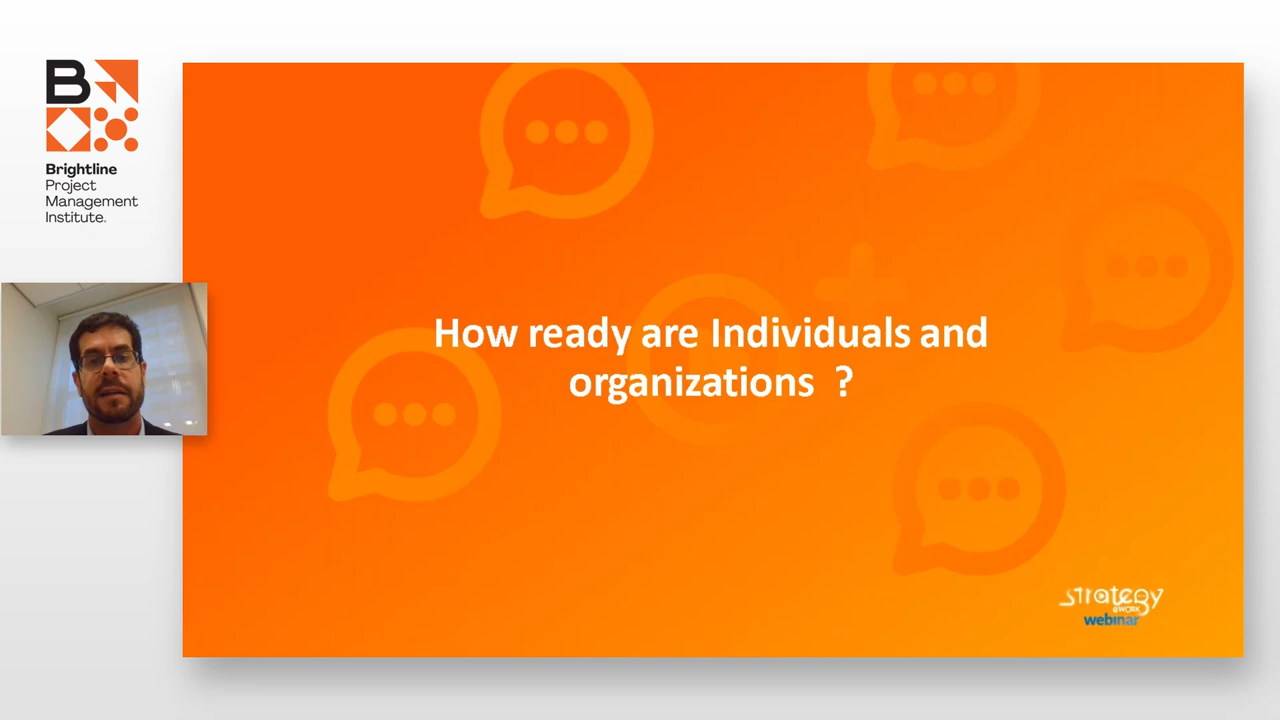 B
Brightline
Project
Management
Institute.
How ready are Individuals and
organizations ?
strategy
@WORK
webinar